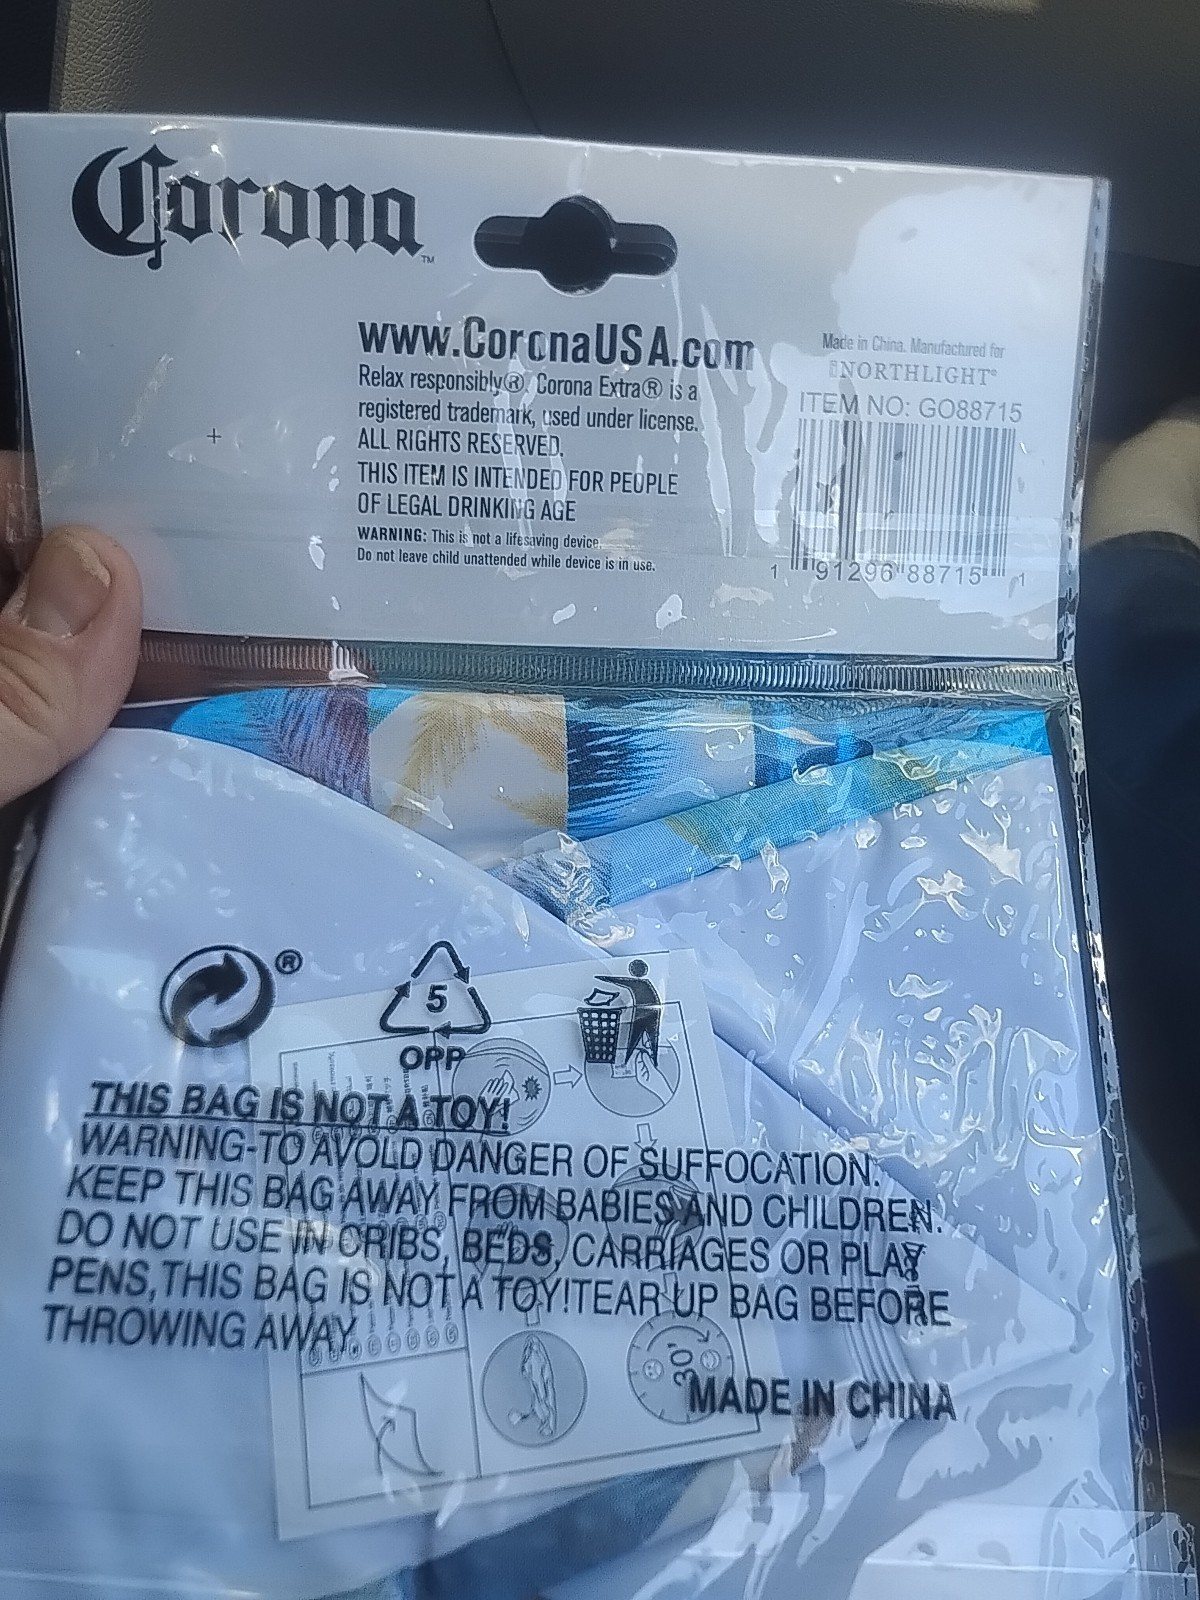 Corona™
www.CoronaUSA.com
Relax responsibly®. Corona Extra® is a
registered trademark, used under license.
ALL RIGHTS RESERVED.
THIS ITEM IS INTENDED FOR PEOPLE
OF LEGAL DRINKING AGE
WARNING: This is not a lifesaving device.
Do not leave child unattended while device is in use.
Made in China. Manufactured for
NORTHLIGHT®
ITEM NO: GO88715
1 91296 88715 1
®
5
OPP
THIS BAG IS NOT A TOY!
WARNING-TO AVOLD DANGER OF SUFFOCATION.
KEEP THIS BAG AWAY FROM BABIES AND CHILDREN.
DO NOT USE IN CRIBS, BEDS, CARRIAGES OR PLAY
PENS,THIS BAG IS NOT A TOY!TEAR UP BAG BEFORE
THROWING AWAY.
30'
MADE IN CHINA